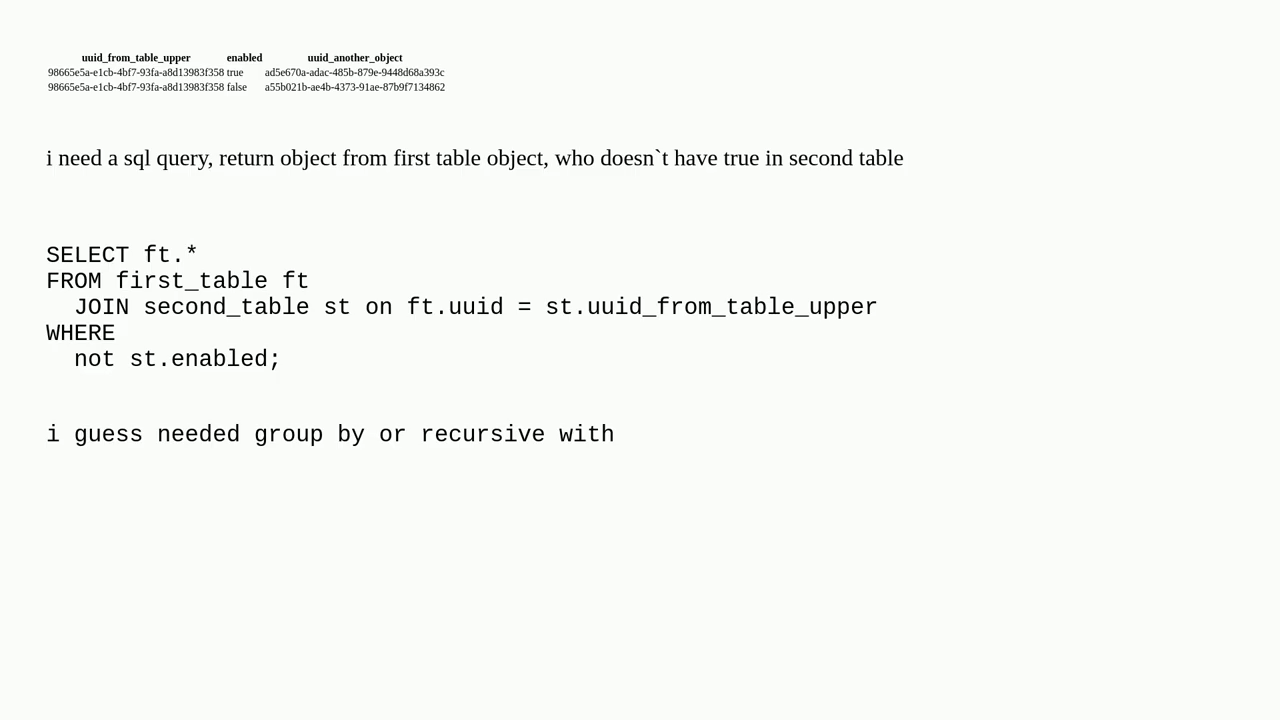 uuid_from_table_upper enabled uuid_another_object
98665e5a-e1cb-4bf7-93fa-a8d13983f358 true ad5e670a-adac-485b-879e-9448d68a393c
98665e5a-e1cb-4bf7-93fa-a8d13983f358 false a55b021b-ae4b-4373-91ae-87b9f7134862
i need a sql query, return object from first table object, who doesn`t have true in second table
SELECT ft.*
FROM first_table ft
  JOIN second_table st on ft.uuid = st.uuid_from_table_upper
WHERE
  not st.enabled;
i guess needed group by or recursive with